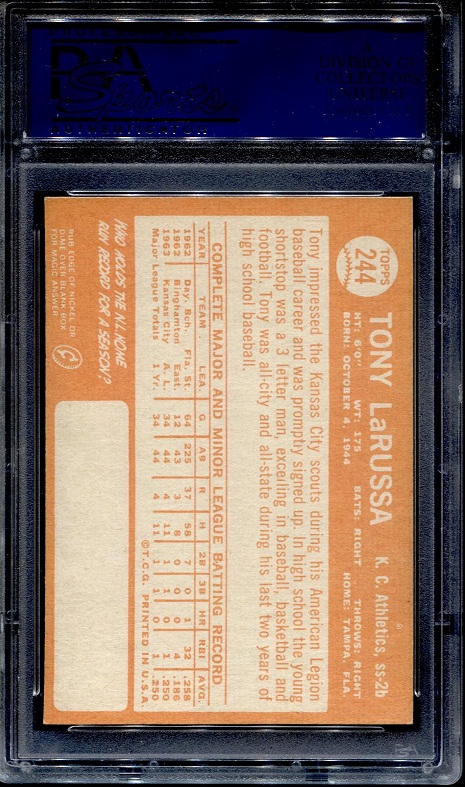 PSA
A
DIVISION OF
COLLECTORS
UNIVERSE
AUTHENTICATOR
TOPPS
244
TONY LaRUSSA K. C. Athletics, ss-2b
HT: 6'0" WT: 175 BATS: RIGHT THROWS: RIGHT
BORN: OCTOBER 4, 1944 HOME: TAMPA, FLA.
Tony impressed the Kansas City scouts during his American Legion
baseball career and was promptly signed up. In high school the young
shortstop was a 3 letter man, excelling in baseball, basketball and
football. Tony was all-city and all-state during his last two years of
high school baseball.
COMPLETE MAJOR AND MINOR LEAGUE BATTING RECORD
YEAR TEAM LEA. G AB R H 2B 3B HR RBI AVG.
1962 Day. Bch. Fla. St. 64 225 37 58 7 0 1 32 .258
1962 Binghamton East. 12 43 3 8 0 0 0 4 .186
1963 Kansas City A. L. 34 44 4 11 1 1 0 1 .250
Major League Totals 1 Yr. 34 44 4 11 1 1 0 1 .250
© T.C.G. PRINTED IN U.S.A.
WHO HOLDS THE N.L. HOME
RUN RECORD FOR A SEASON?
RUB EDGE OF NICKEL OR
DIME OVER BLANK BOX
FOR MAGIC ANSWER